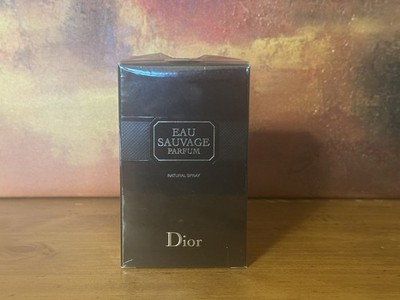 EAU
SAUVAGE
PARFUM
NATURAL SPRAY
Dior